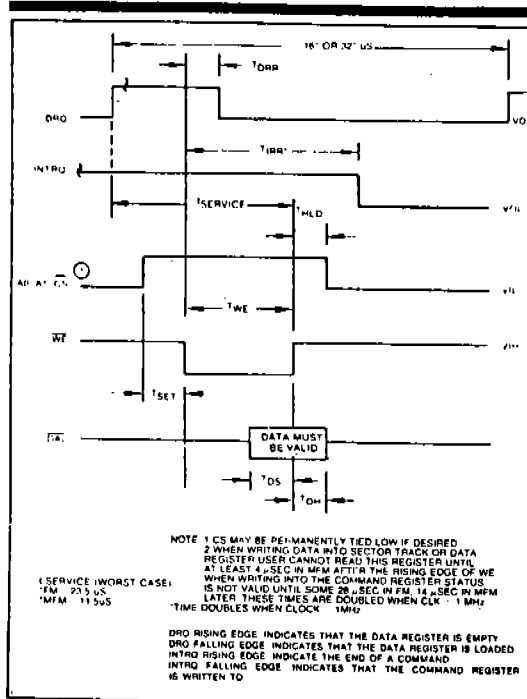 16* OR 32* µS
TDRR
DRQ
TIRR*
INTRQ
TSERVICE
THLD
A0, A1, CS
1
VIL
TWE
WE
TSET
DAL
DATA MUST
BE VALID
TDS
TDH
NOTE 1 CS MAY BE PERMANENTLY TIED LOW IF DESIRED
2 WHEN WRITING DATA INTO SECTOR TRACK OR DATA
REGISTER USER CANNOT READ THIS REGISTER UNTIL
AT LEAST 4 µSEC IN MFM AFTER THE RISING EDGE OF WE
WHEN WRITING INTO THE COMMAND REGISTER STATUS
IS NOT VALID UNTIL SOME 28 µSEC IN FM, 14 µSEC IN MFM
LATER THESE TIMES ARE DOUBLED WHEN CLK 1 MHz
*TIME DOUBLES WHEN CLOCK 1MHz
t SERVICE (WORST CASE)
*FM 23.5 uS
*MFM 11.5uS
DRQ RISING EDGE INDICATES THAT THE DATA REGISTER IS EMPTY
DRQ FALLING EDGE INDICATES THAT THE DATA REGISTER IS LOADED
INTRQ RISING EDGE INDICATE THE END OF A COMMAND
INTRQ FALLING EDGE INDICATES THAT THE COMMAND REGISTER
IS WRITTEN TO